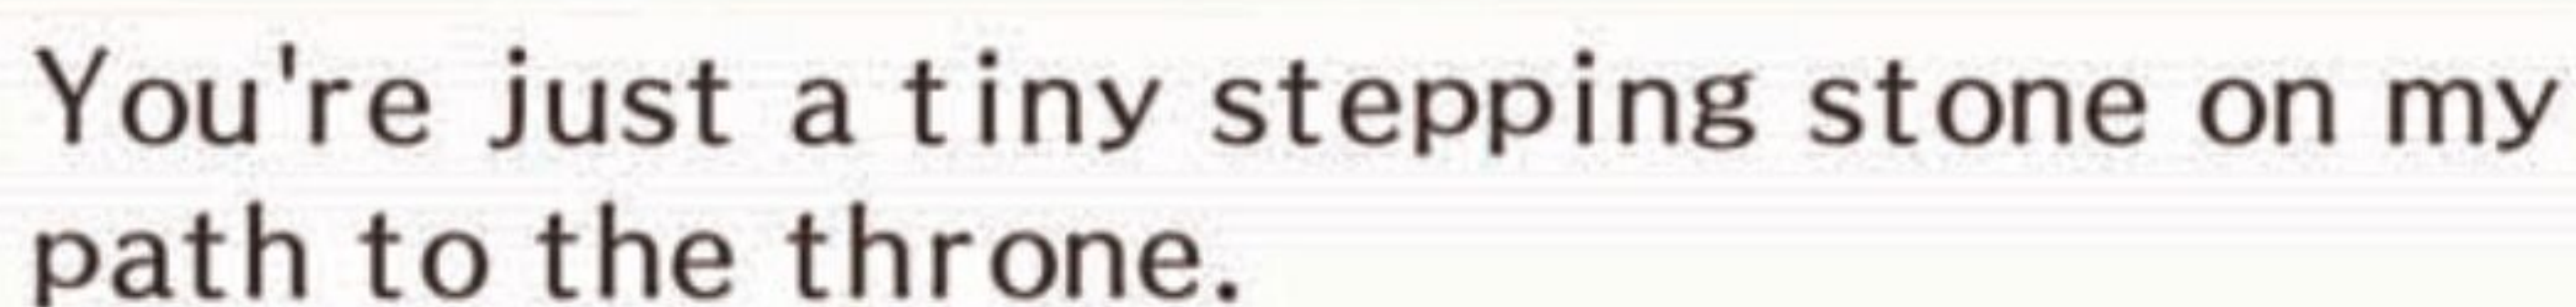 You're just a tiny stepping stone on my
path to the throne.